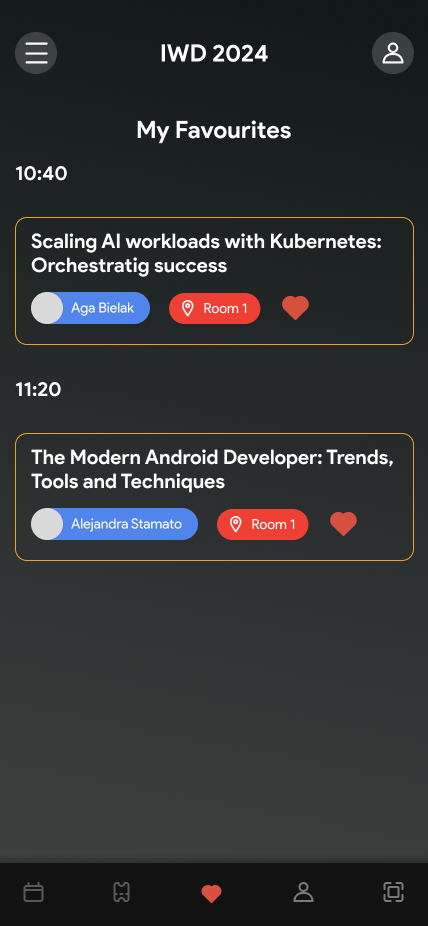 IWD 2024
My Favourites
10:40
Scaling AI workloads with Kubernetes:
Orchestratig success
Aga Bielak
Room 1
11:20
The Modern Android Developer: Trends,
Tools and Techniques
Alejandra Stamato
Room 1